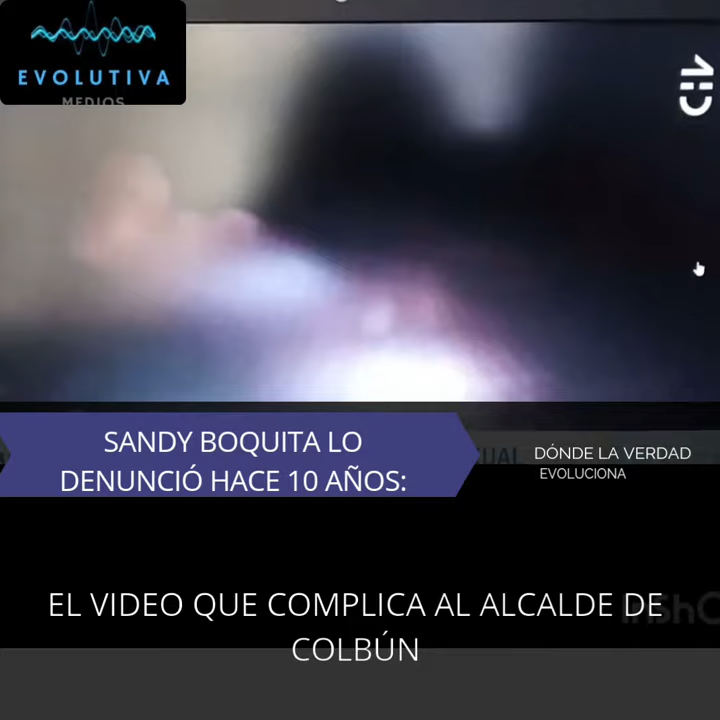 EVOLUTIVA
MEDIOS
CHV
SANDY BOQUITA LO
DENUNCIÓ HACE 10 AÑOS:
DÓNDE LA VERDAD
EVOLUCIONA
EL VIDEO QUE COMPLICA AL ALCALDE DE
COLBÚN